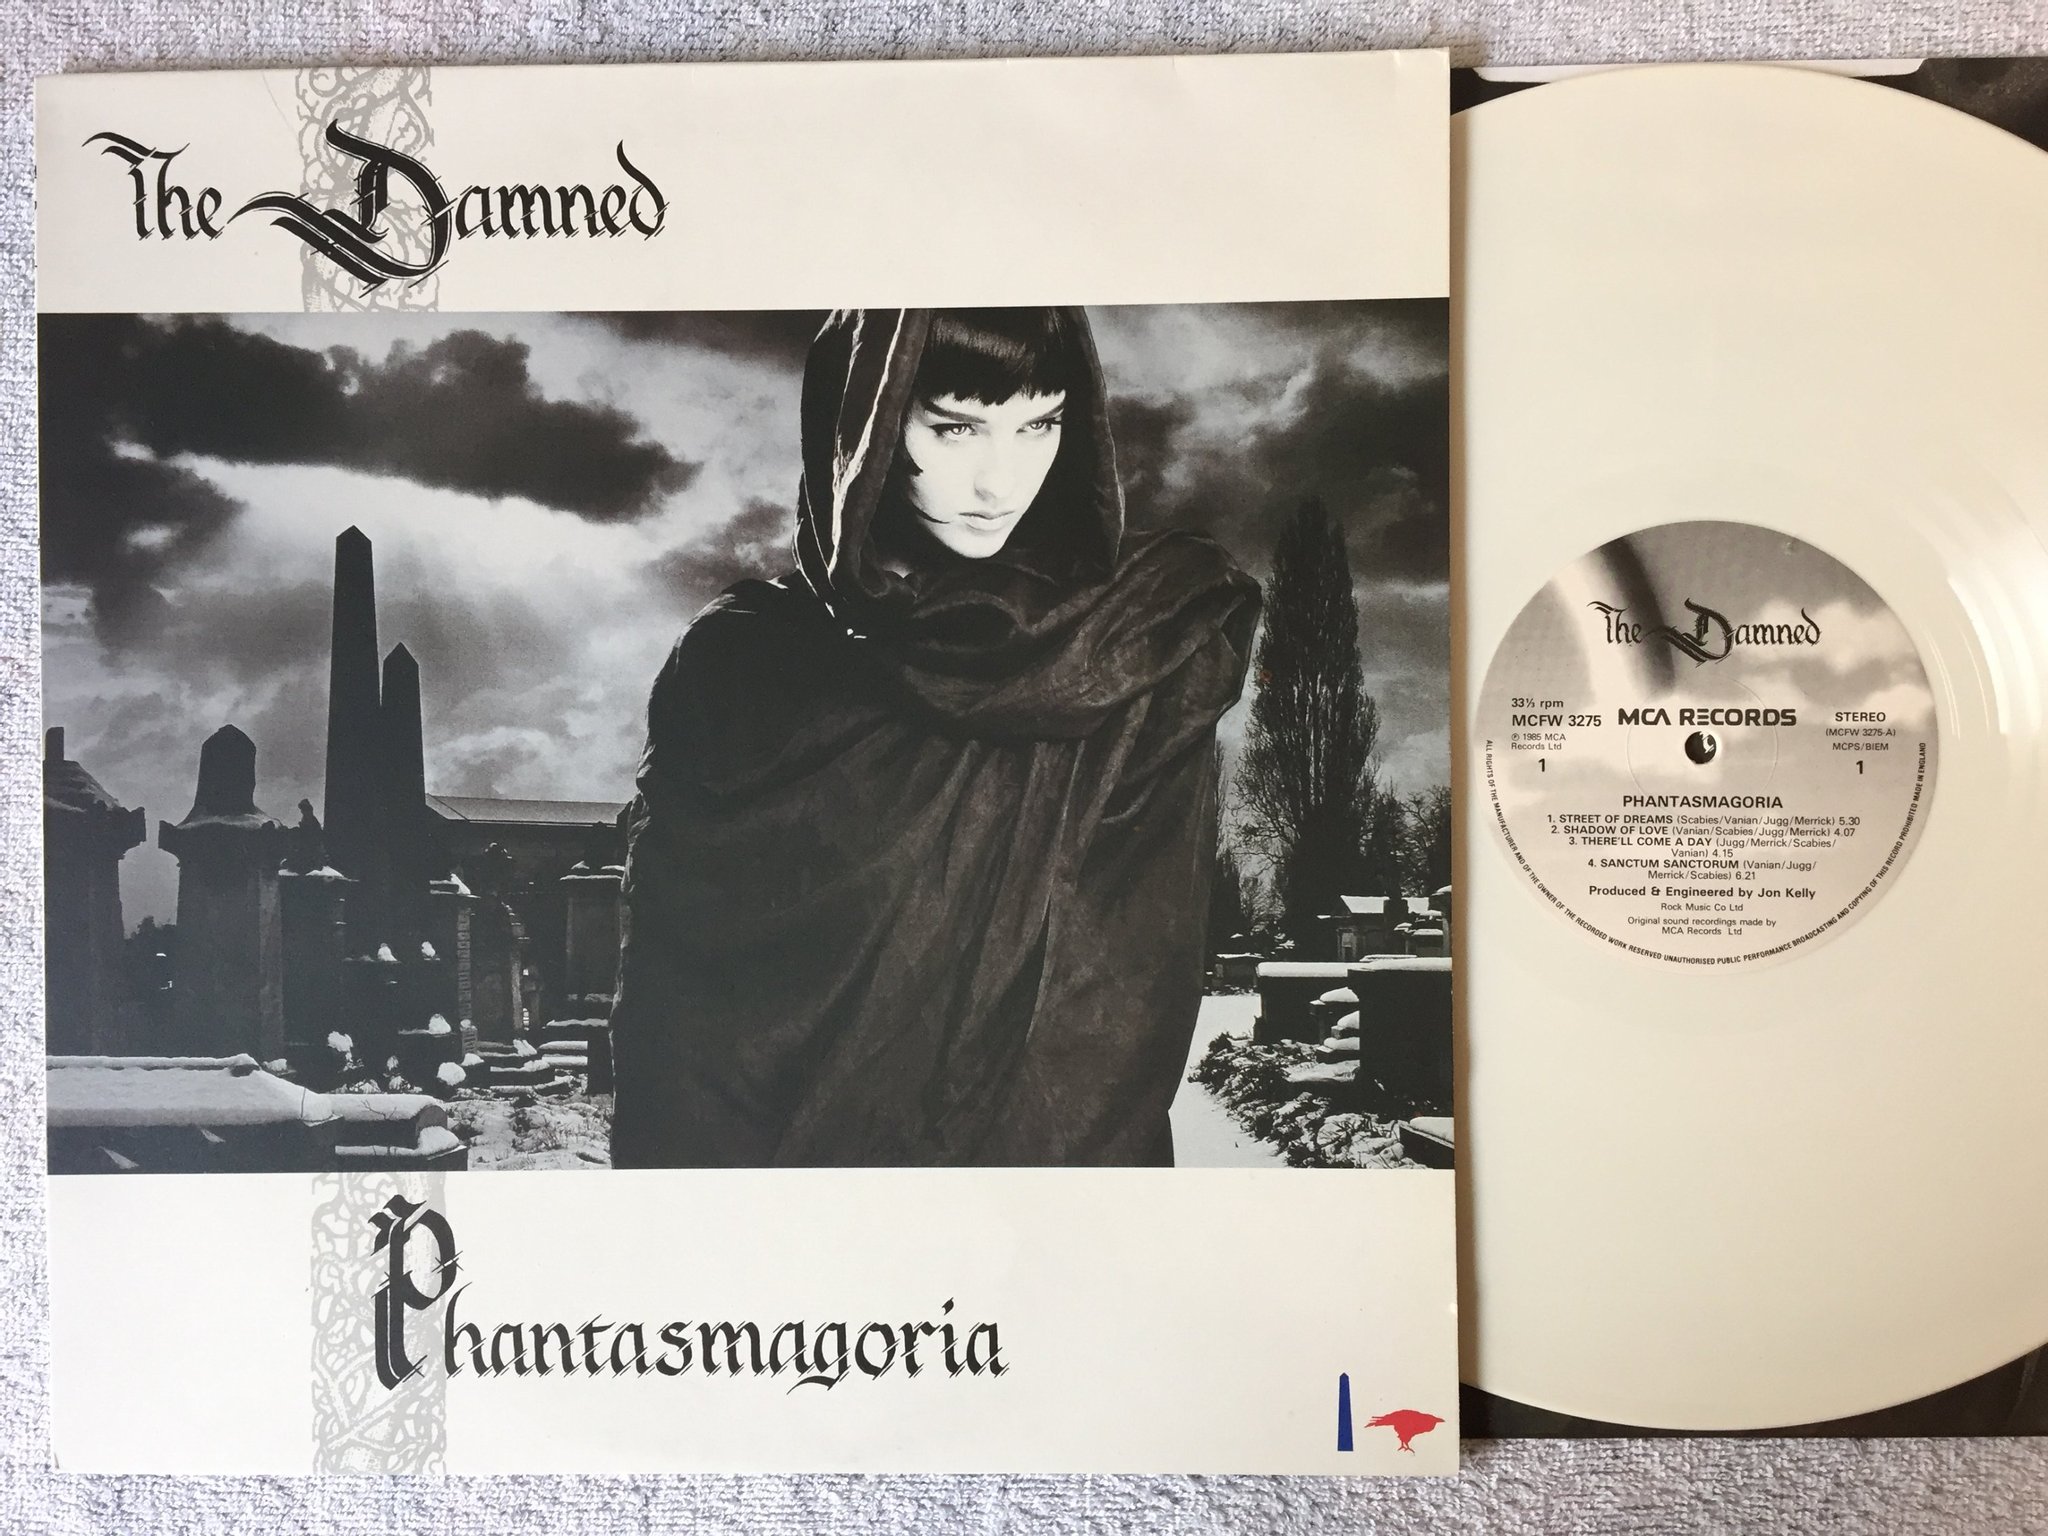 The Damned
Phantasmagoria
The Damned
33⅓ rpm
MCFW 3275
℗ 1985 MCA
Records Ltd
1
MCA RECORDS
STEREO
(MCFW 3275-A)
MCPS/BIEM
1
PHANTASMAGORIA
1. STREET OF DREAMS (Scabies/Vanian/Jugg/Merrick) 5.30
2. SHADOW OF LOVE (Vanian/Scabies/Jugg/Merrick) 4.07
3. THERE'LL COME A DAY (Jugg/Merrick/Scabies/
Vanian) 4.15
4. SANCTUM SANCTORUM (Vanian/Jugg/
Merrick/Scabies) 6.21
Produced & Engineered by Jon Kelly
Rock Music Co Ltd
Original sound recordings made by
MCA Records Ltd
ALL RIGHTS OF THE MANUFACTURER AND OF THE OWNER OF THE RECORDED WORK RESERVED UNAUTHORISED PUBLIC PERFORMANCE BROADCASTING AND COPYING OF THIS RECORD PROHIBITED MADE IN ENGLAND